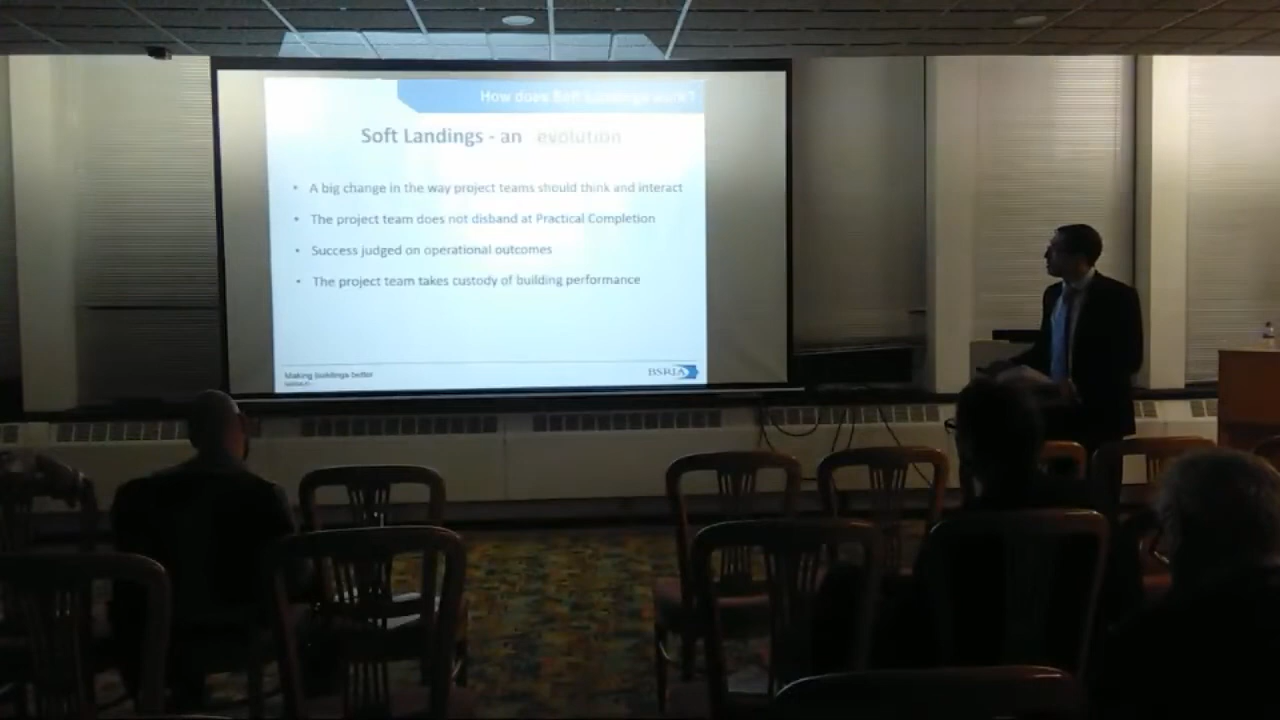 How does Soft Landings work?
Soft Landings - an evolution
• A big change in the way project teams should think and interact
• The project team does not disband at Practical Completion
• Success judged on operational outcomes
• The project team takes custody of building performance
Making buildings better
BSRIA